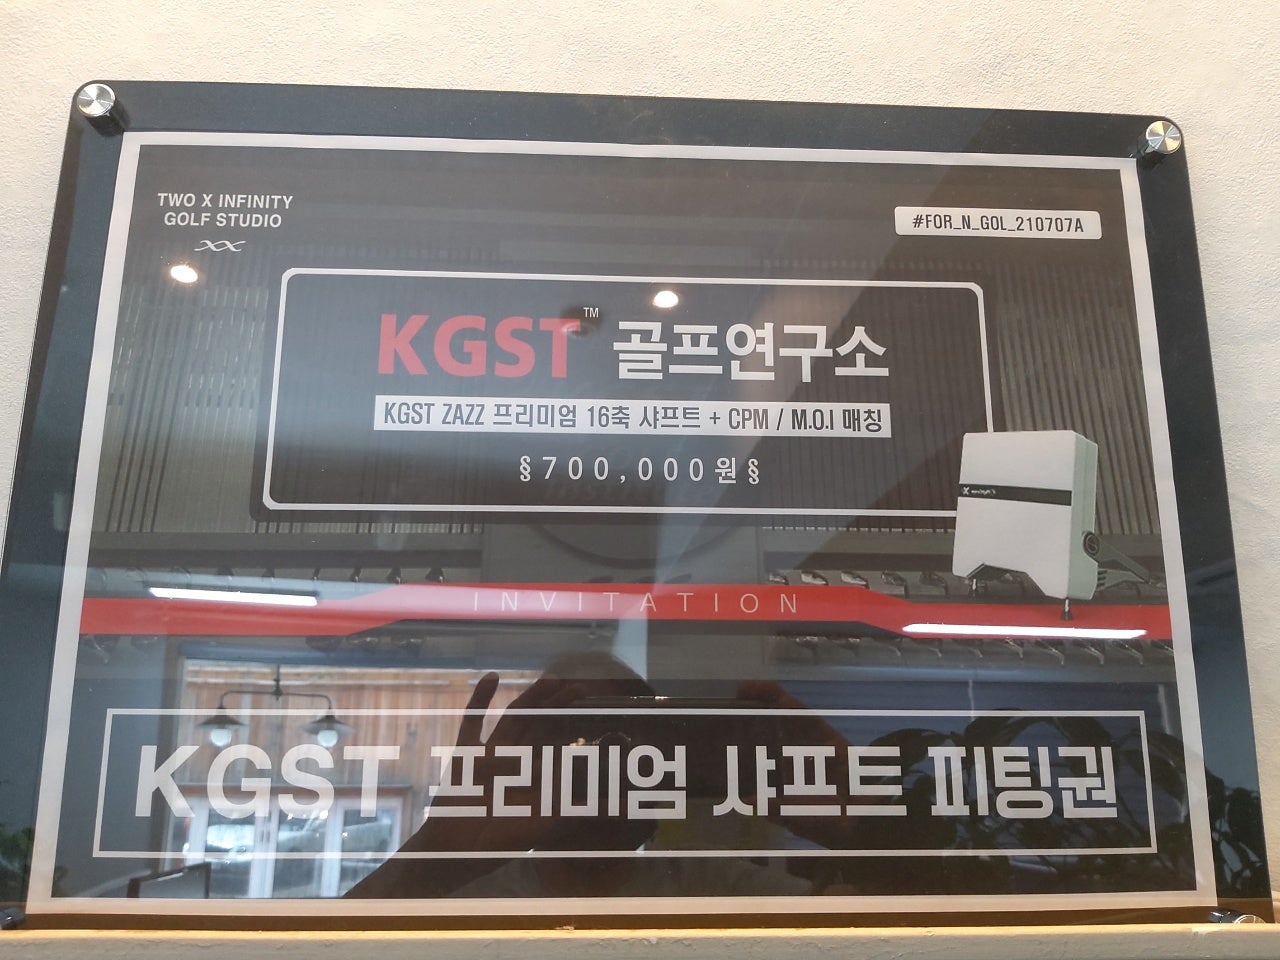 TWO X INFINITY
GOLF STUDIO
#FOR_N_GOL_210707A
KGST™ 골프연구소
KGST ZAZZ 프리미엄 16축 샤프트 + CPM / M.O.I 매칭
§700,000원§
INVITATION
KGST 프리미엄 샤프트 피팅권